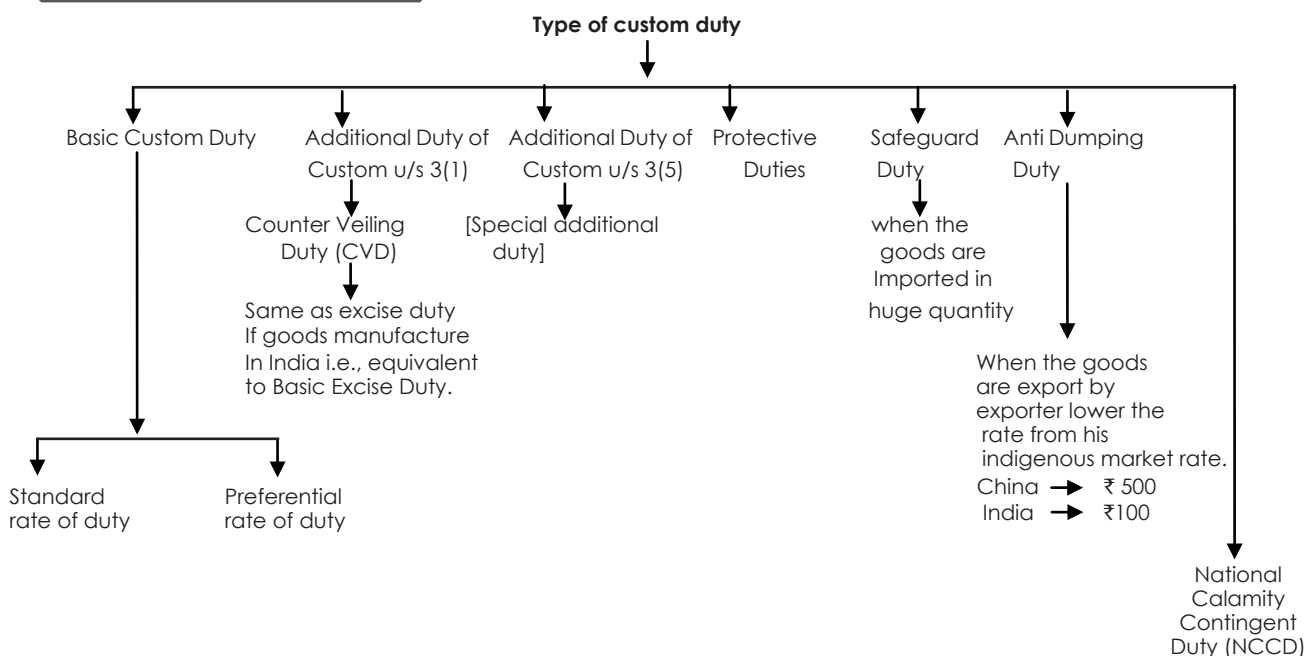 Type of custom duty
Basic Custom Duty
Additional Duty of
Custom u/s 3(1)
Counter Veiling
Duty (CVD)
Same as excise duty
If goods manufacture
In India i.e., equivalent
to Basic Excise Duty.
Additional Duty of
Custom u/s 3(5)
[Special additional
duty]
Protective
Duties
Safeguard
Duty
when the
goods are
Imported in
huge quantity
Anti Dumping
Duty
When the goods
are export by
exporter lower the
rate from his
indigenous market rate.
China → ₹ 500
India → ₹100
Standard
rate of duty
Preferential
rate of duty
National
Calamity
Contingent
Duty (NCCD)